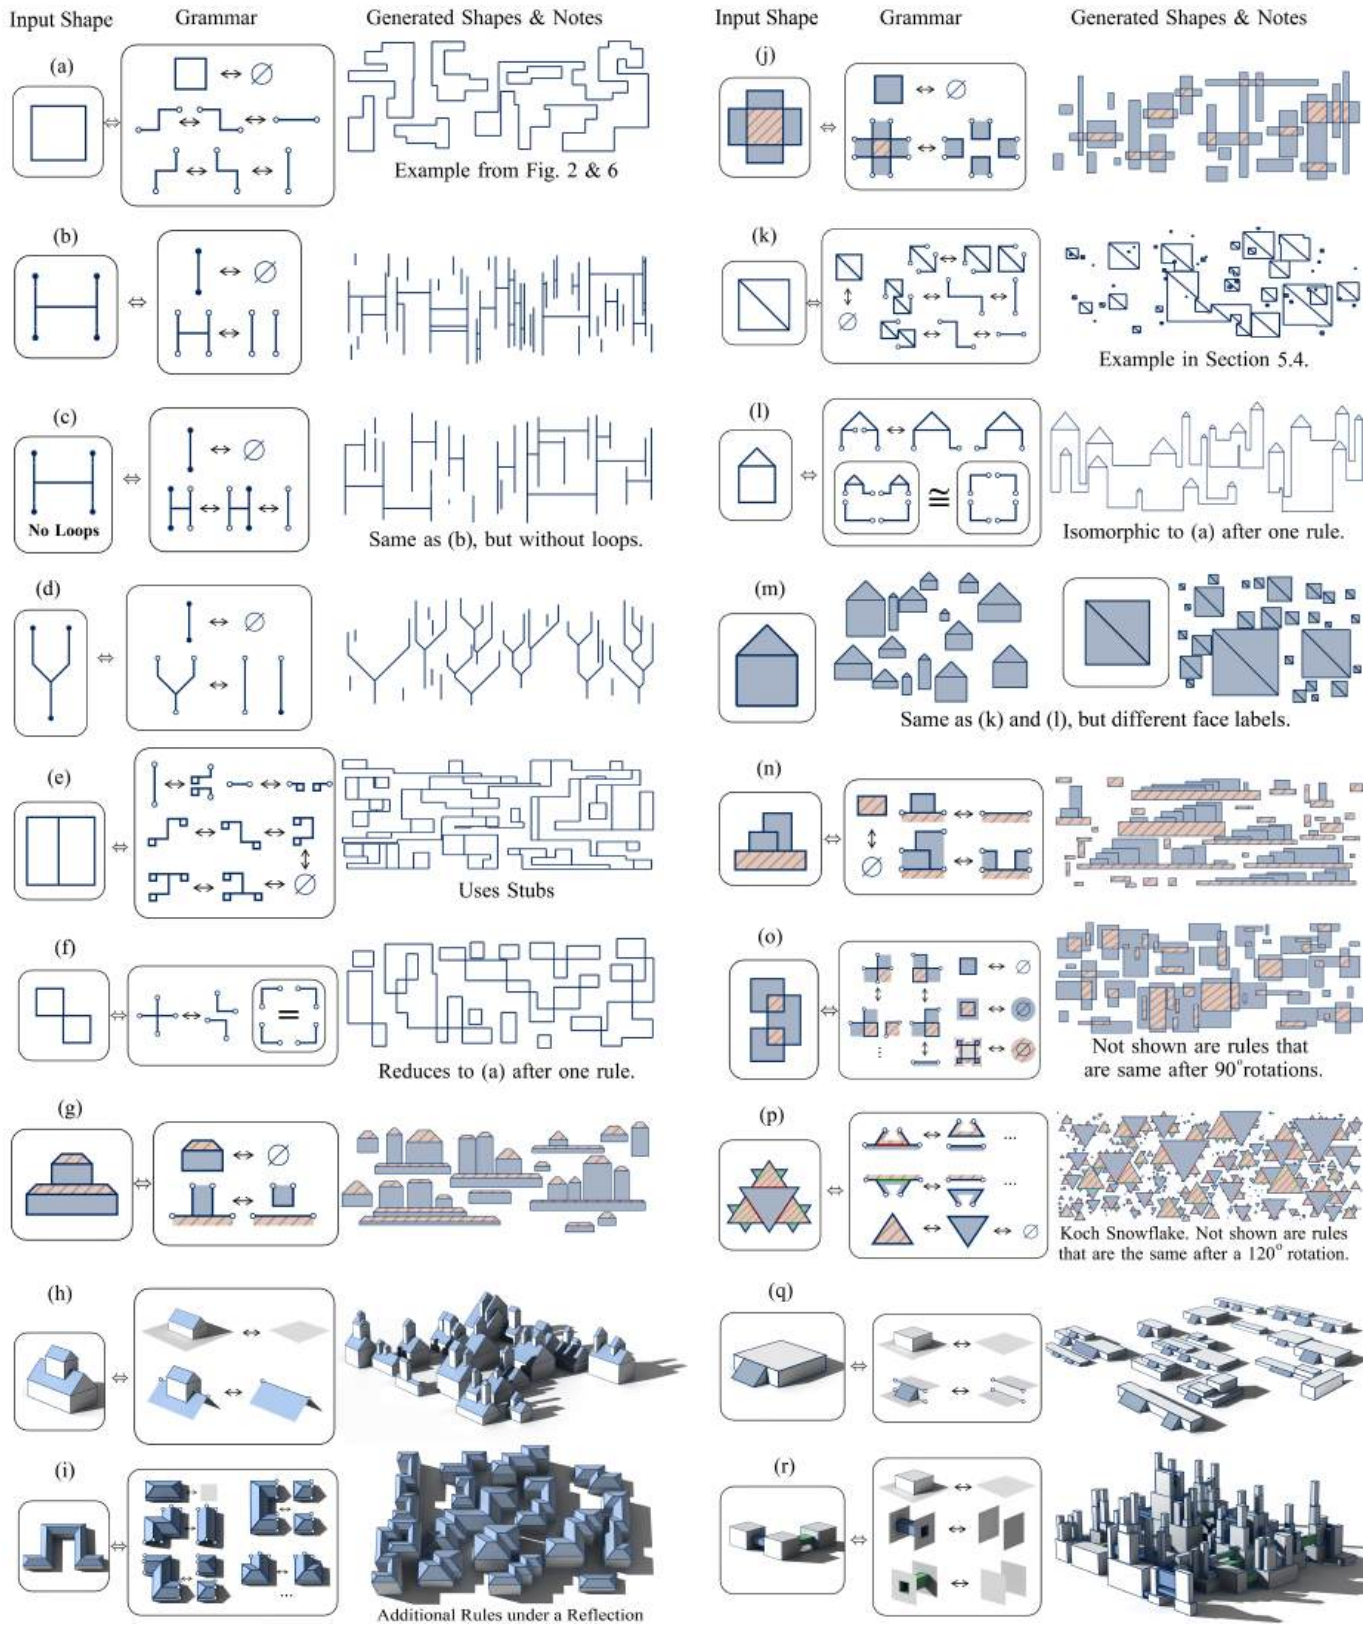 Input Shape Grammar Generated Shapes & Notes
(a)
Example from Fig. 2 & 6
(b)
(c)
No Loops
Same as (b), but without loops.
(d)
(e)
Uses Stubs
(f)
=
Reduces to (a) after one rule.
(g)
(h)
(i)
...
Additional Rules under a Reflection
Input Shape Grammar Generated Shapes & Notes
(j)
(k)
Example in Section 5.4.
(l)
≅
Isomorphic to (a) after one rule.
(m)
Same as (k) and (l), but different face labels.
(n)
(o)
⋮
Not shown are rules that
are same after 90°rotations.
(p)
...
...
Koch Snowflake. Not shown are rules
that are the same after a 120° rotation.
(q)
(r)